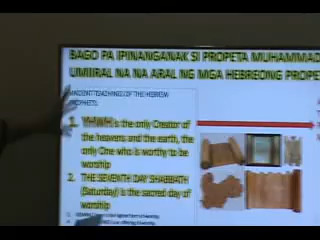 BAGO PA IPINANGANAK SI PROPETA MUHAMMAD
UMIIRAL NA NA ARAL NG MGA HEBREONG PROPE
ANCIENT TEACHINGS OF THE HEBREW
PROPHETS
1. YHWH is the only Creator of
the heavens and the earth, the
only One who is worthy to be
worship
2. THE SEVENTH DAY SHABBATH
(Saturday) is the sacred day of
worship